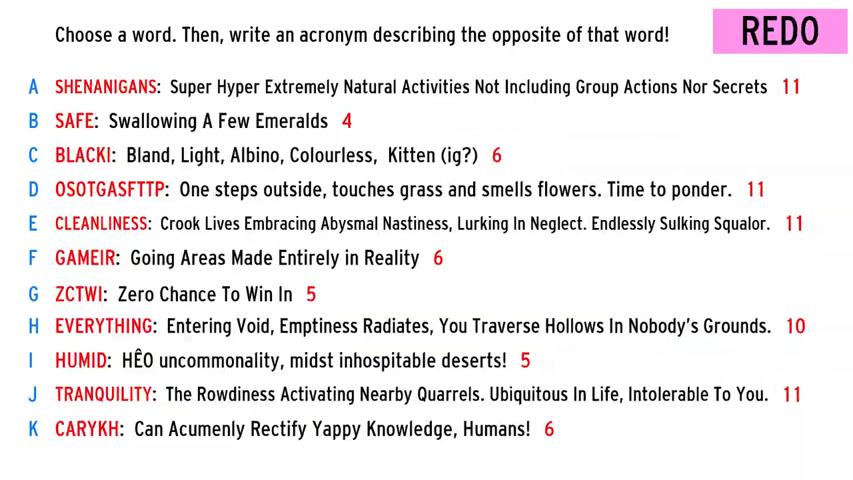 Choose a word. Then, write an acronym describing the opposite of that word!
REDO
A SHENANIGANS: Super Hyper Extremely Natural Activities Not Including Group Actions Nor Secrets 11
B SAFE: Swallowing A Few Emeralds 4
C BLACKI: Bland, Light, Albino, Colourless, Kitten (ig?) 6
D OSOTGASFTTP: One steps outside, touches grass and smells flowers. Time to ponder. 11
E CLEANLINESS: Crook Lives Embracing Abysmal Nastiness, Lurking In Neglect. Endlessly Sulking Squalor. 11
F GAMEIR: Going Areas Made Entirely in Reality 6
G ZCTWI: Zero Chance To Win In 5
H EVERYTHING: Entering Void, Emptiness Radiates, You Traverse Hollows In Nobody's Grounds. 10
I HUMID: HÊO uncommonality, midst inhospitable deserts! 5
J TRANQUILITY: The Rowdiness Activating Nearby Quarrels. Ubiquitous In Life, Intolerable To You. 11
K CARYKH: Can Acumenly Rectify Yappy Knowledge, Humans! 6